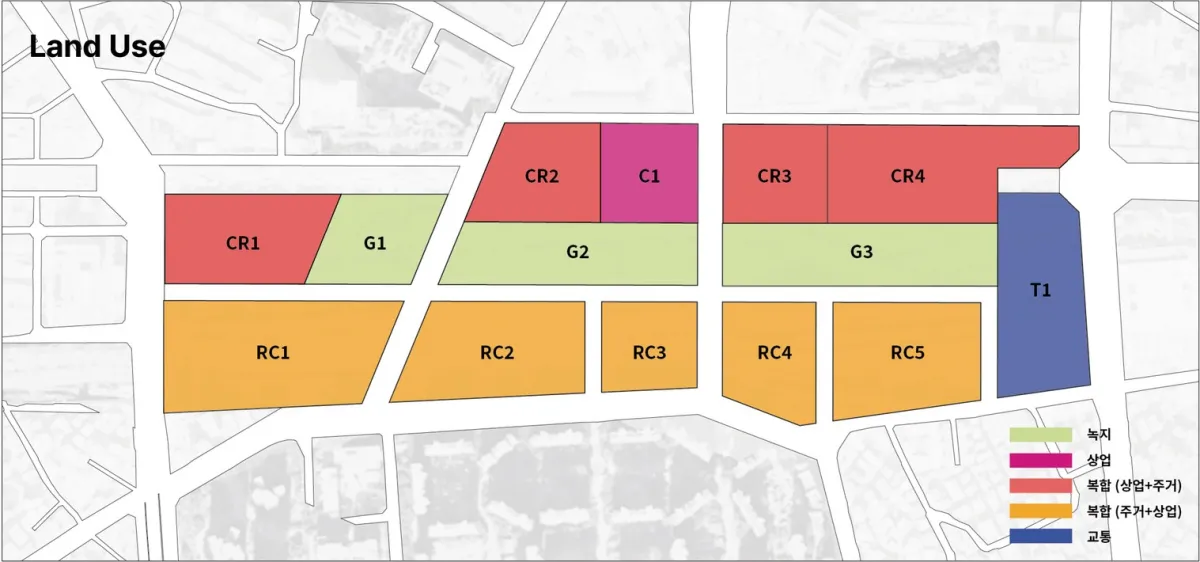 Land Use
CR2
C1
CR3
CR4
CR1
G1
G2
G3
T1
RC1
RC2
RC3
RC4
RC5
녹지
상업
복합 (상업+주거)
복합 (주거+상업)
교통